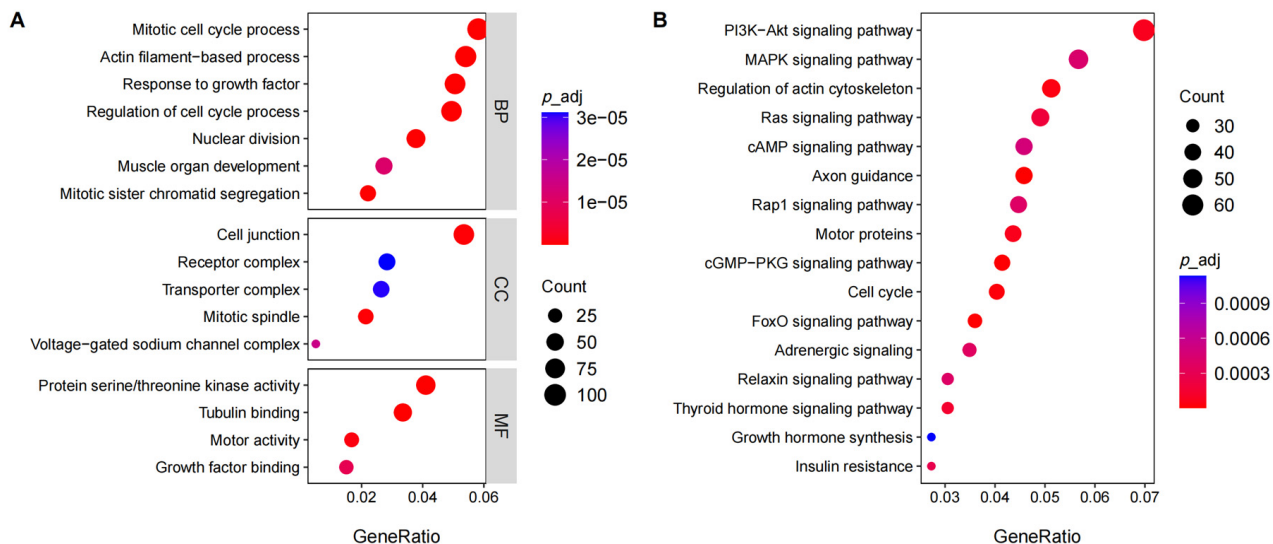 A
Mitotic cell cycle process
Actin filament−based process
Response to growth factor
Regulation of cell cycle process
Nuclear division
Muscle organ development
Mitotic sister chromatid segregation
BP
Cell junction
Receptor complex
Transporter complex
Mitotic spindle
Voltage-gated sodium channel complex
CC
Protein serine/threonine kinase activity
Tubulin binding
Motor activity
Growth factor binding
MF
0.02 0.04 0.06
GeneRatio
p_adj
3e−05
2e−05
1e−05
Count
25
50
75
100
B
PI3K−Akt signaling pathway
MAPK signaling pathway
Regulation of actin cytoskeleton
Ras signaling pathway
cAMP signaling pathway
Axon guidance
Rap1 signaling pathway
Motor proteins
cGMP−PKG signaling pathway
Cell cycle
FoxO signaling pathway
Adrenergic signaling
Relaxin signaling pathway
Thyroid hormone signaling pathway
Growth hormone synthesis
Insulin resistance
0.03 0.04 0.05 0.06 0.07
GeneRatio
Count
30
40
50
60
p_adj
0.0009
0.0006
0.0003